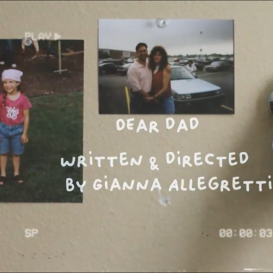 PLAY
DEAR DAD
WRITTEN & DIRECTED
BY GIANNA ALLEGRETTI
SP
00:00:03